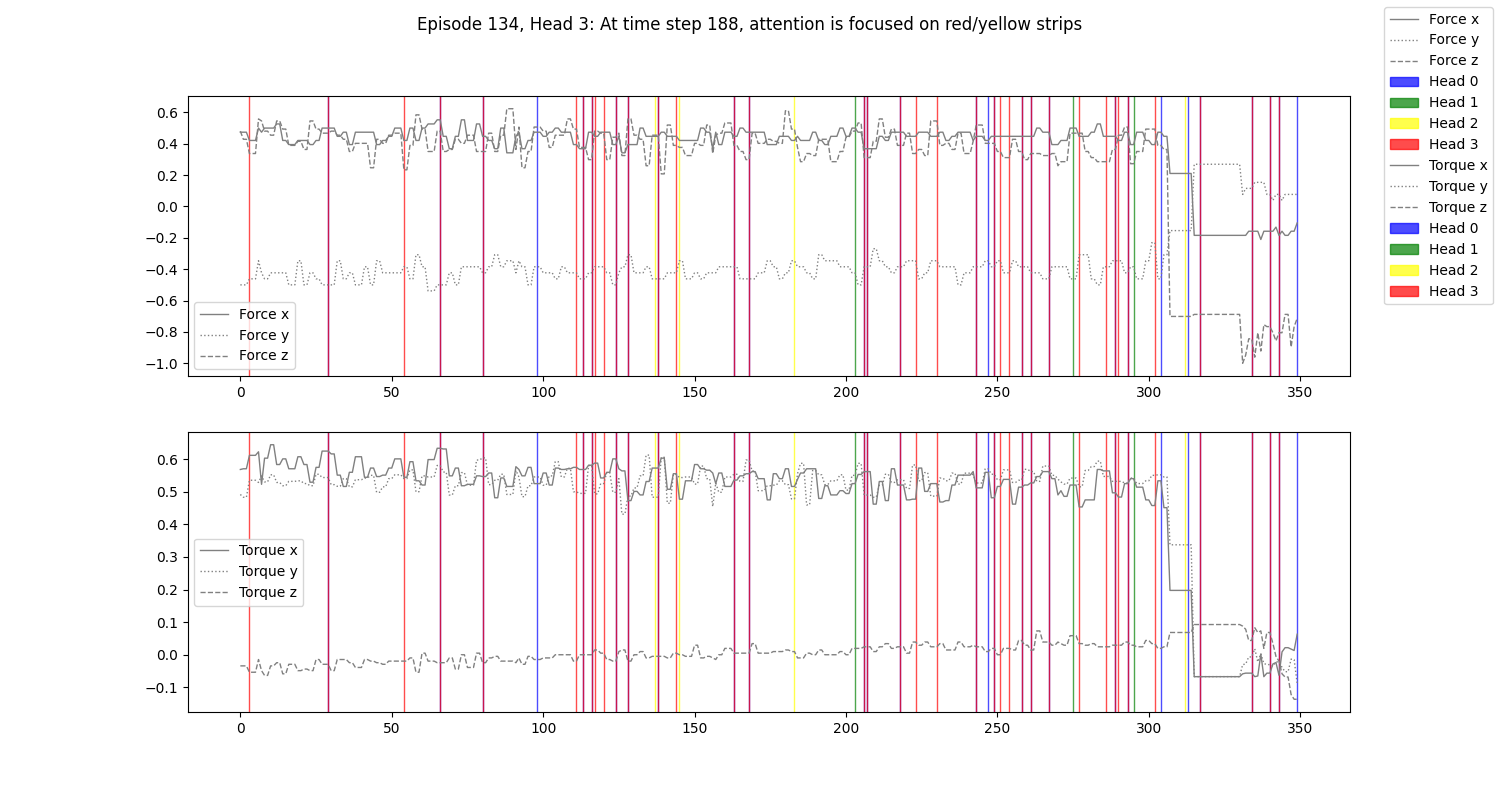 Episode 134, Head 3: At time step 188, attention is focused on red/yellow strips
Force x
Force y
Force z
Head 0
Head 1
Head 2
Head 3
Torque x
Torque y
Torque z
Head 0
Head 1
Head 2
Head 3
0.6
0.4
0.2
0.0
−0.2
−0.4
−0.6
−0.8
−1.0
Force x
Force y
Force z
0 50 100 150 200 250 300 350
0.6
0.5
0.4
0.3
0.2
0.1
0.0
−0.1
Torque x
Torque y
Torque z
0 50 100 150 200 250 300 350